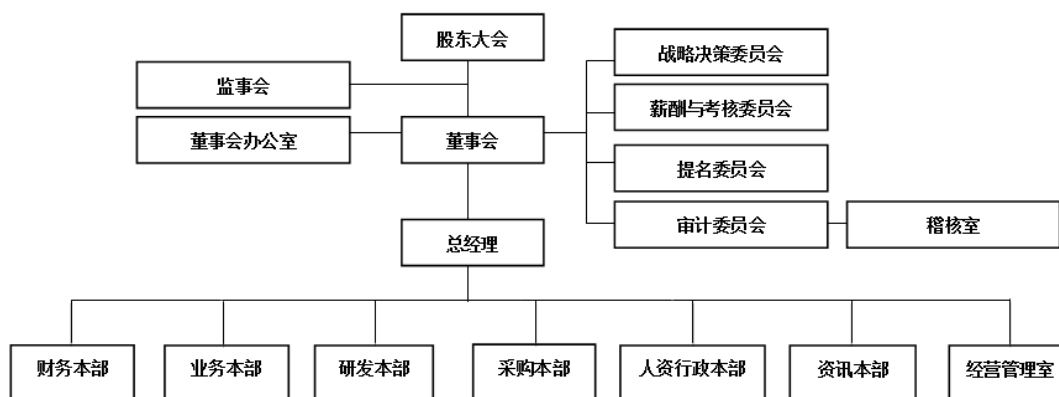 股东大会
监事会
董事会办公室
董事会
战略决策委员会
薪酬与考核委员会
提名委员会
审计委员会
稽核室
总经理
财务本部
业务本部
研发本部
采购本部
人资行政本部
资讯本部
经营管理室